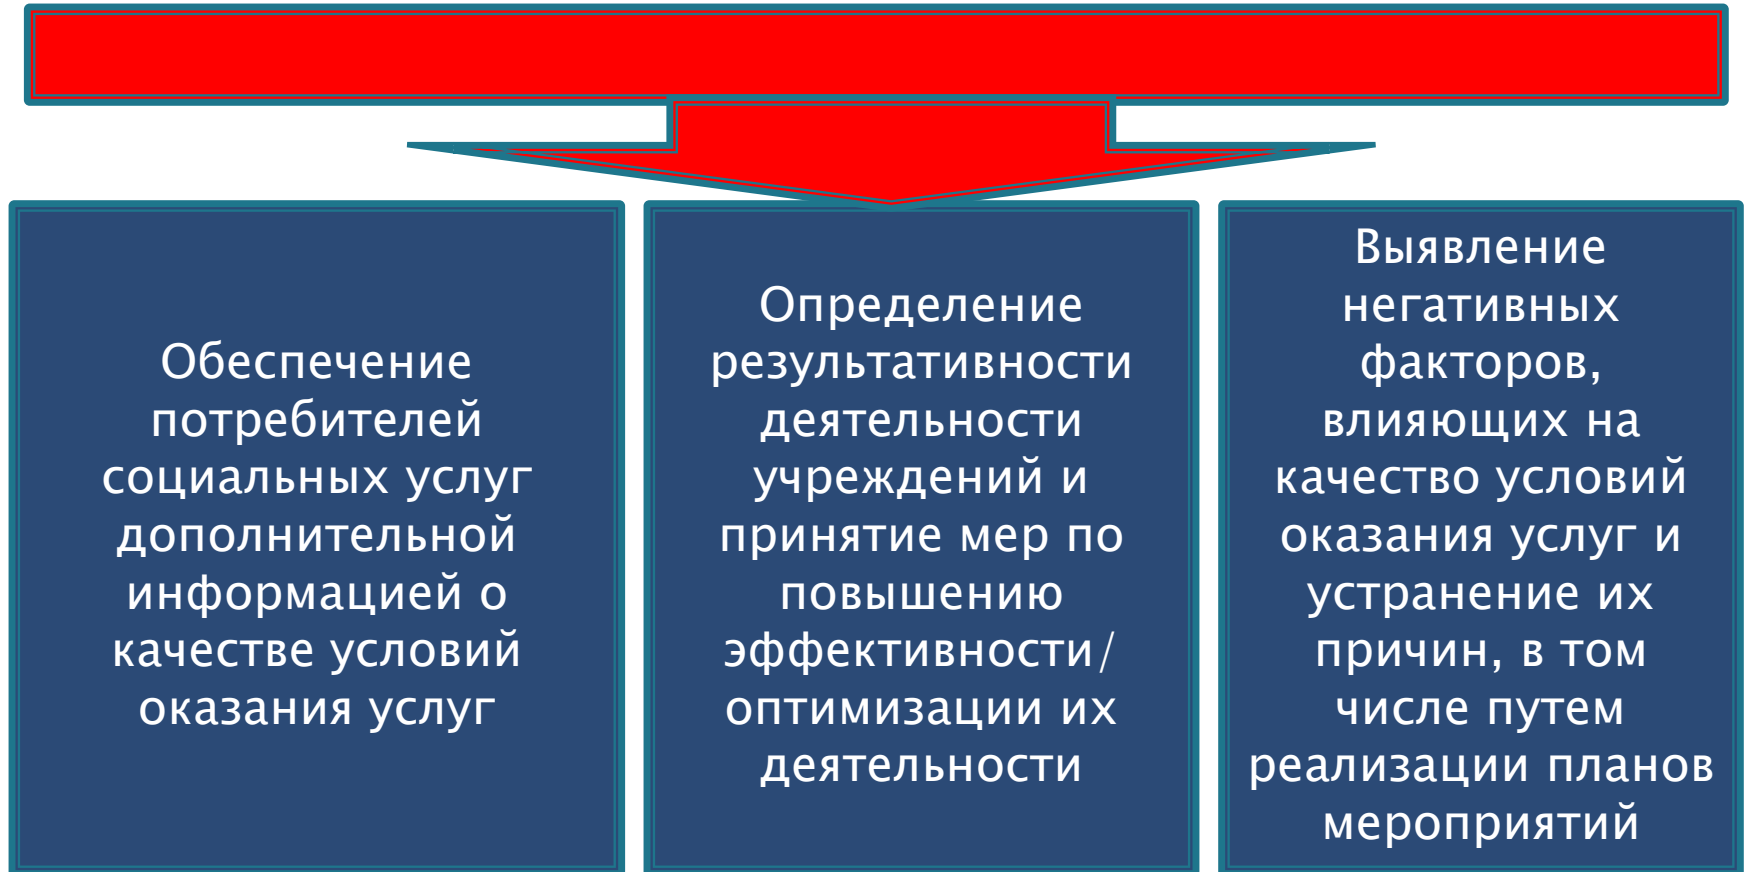 Обеспечение
потребителей
социальных услуг
дополнительной
информацией о
качестве условий
оказания услуг
Определение
результативности
деятельности
учреждений и
принятие мер по
повышению
эффективности/
оптимизации их
деятельности
Выявление
негативных
факторов,
влияющих на
качество условий
оказания услуг и
устранение их
причин, в том
числе путем
реализации планов
мероприятий